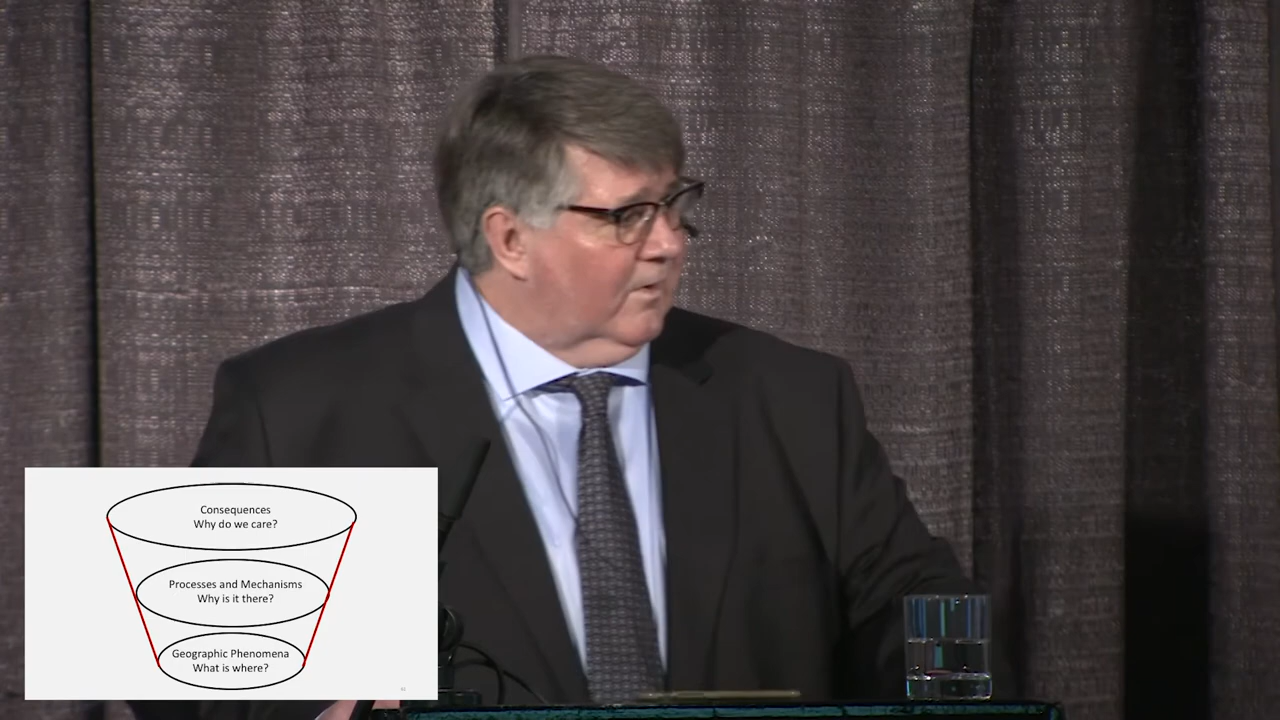 Consequences
Why do we care?
Processes and Mechanisms
Why is it there?
Geographic Phenomena
What is where?